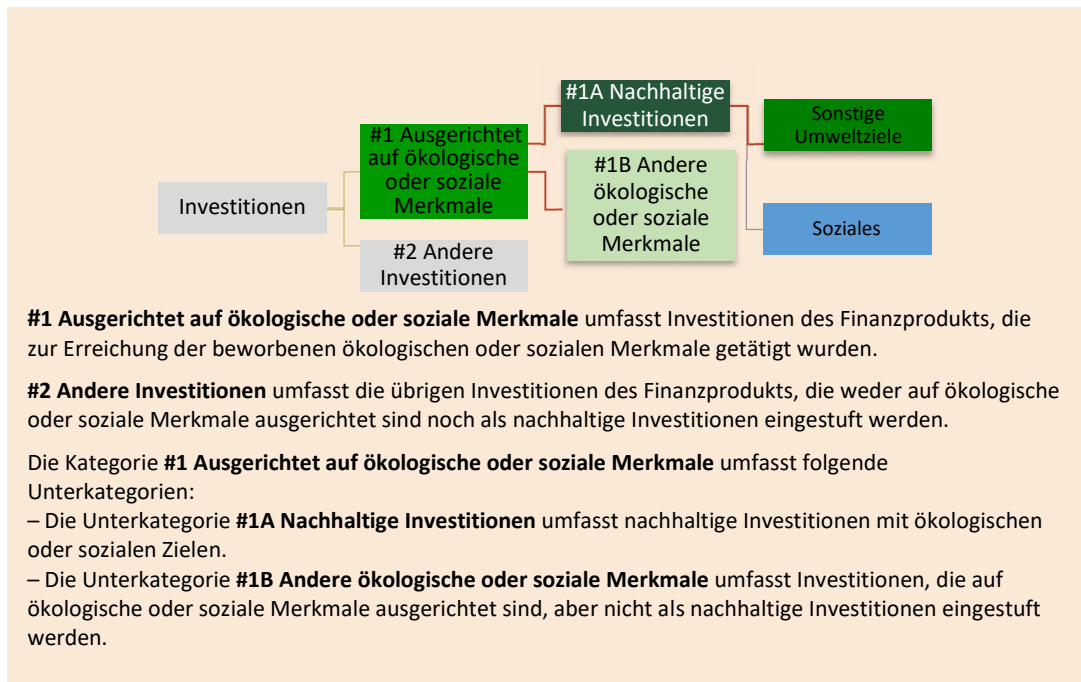 #1A Nachhaltige
Investitionen
Sonstige
Umweltziele
#1 Ausgerichtet
auf ökologische
oder soziale
Merkmale
#1B Andere
ökologische
oder soziale
Merkmale
Investitionen
Soziales
#2 Andere
Investitionen
#1 Ausgerichtet auf ökologische oder soziale Merkmale umfasst Investitionen des Finanzprodukts, die
zur Erreichung der beworbenen ökologischen oder sozialen Merkmale getätigt wurden.
#2 Andere Investitionen umfasst die übrigen Investitionen des Finanzprodukts, die weder auf ökologische
oder soziale Merkmale ausgerichtet sind noch als nachhaltige Investitionen eingestuft werden.
Die Kategorie #1 Ausgerichtet auf ökologische oder soziale Merkmale umfasst folgende
Unterkategorien:
– Die Unterkategorie #1A Nachhaltige Investitionen umfasst nachhaltige Investitionen mit ökologischen
oder sozialen Zielen.
– Die Unterkategorie #1B Andere ökologische oder soziale Merkmale umfasst Investitionen, die auf
ökologische oder soziale Merkmale ausgerichtet sind, aber nicht als nachhaltige Investitionen eingestuft
werden.